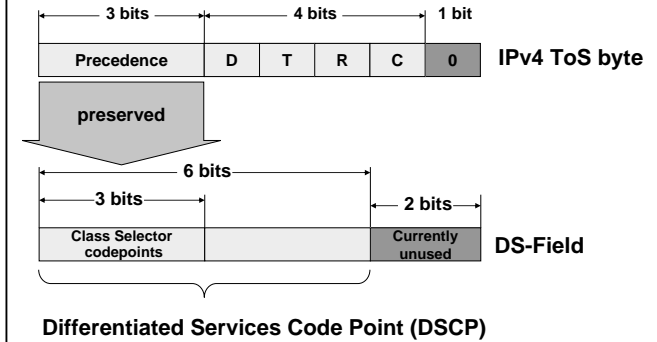 3 bits 4 bits 1 bit
Precedence D T R C 0 IPv4 ToS byte
preserved
6 bits
3 bits 2 bits
Class Selector
codepoints
Currently
unused
DS-Field
Differentiated Services Code Point (DSCP)